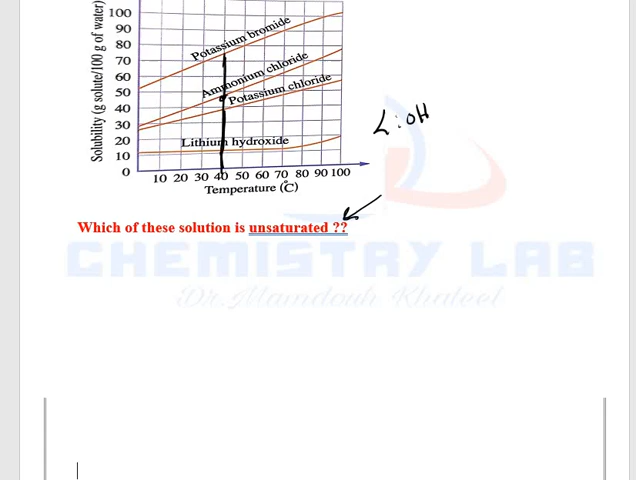 Solubility (g solute/100 g of water)
100
90
80
70
60
50
40
30
20
10
0
Potassium bromide
Ammonium chloride
Potassium chloride
Lithium hydroxide
10 20 30 40 50 60 70 80 90 100
Temperature (C)
LiOH
Which of these solution is unsaturated ??
CHEMISTRY LAB
Dr.Mamdouh Khaleel